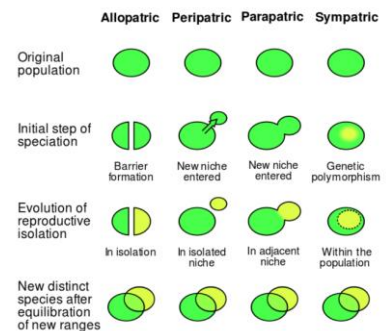 Allopatric Peripatric Parapatric Sympatric
Original
population
Initial step of
speciation
Barrier
formation
New niche
entered
New niche
entered
Genetic
polymorphism
Evolution of
reproductive
isolation
In isolation
In isolated
niche
In adjacent
niche
Within the
population
New distinct
species after
equilibration
of new ranges